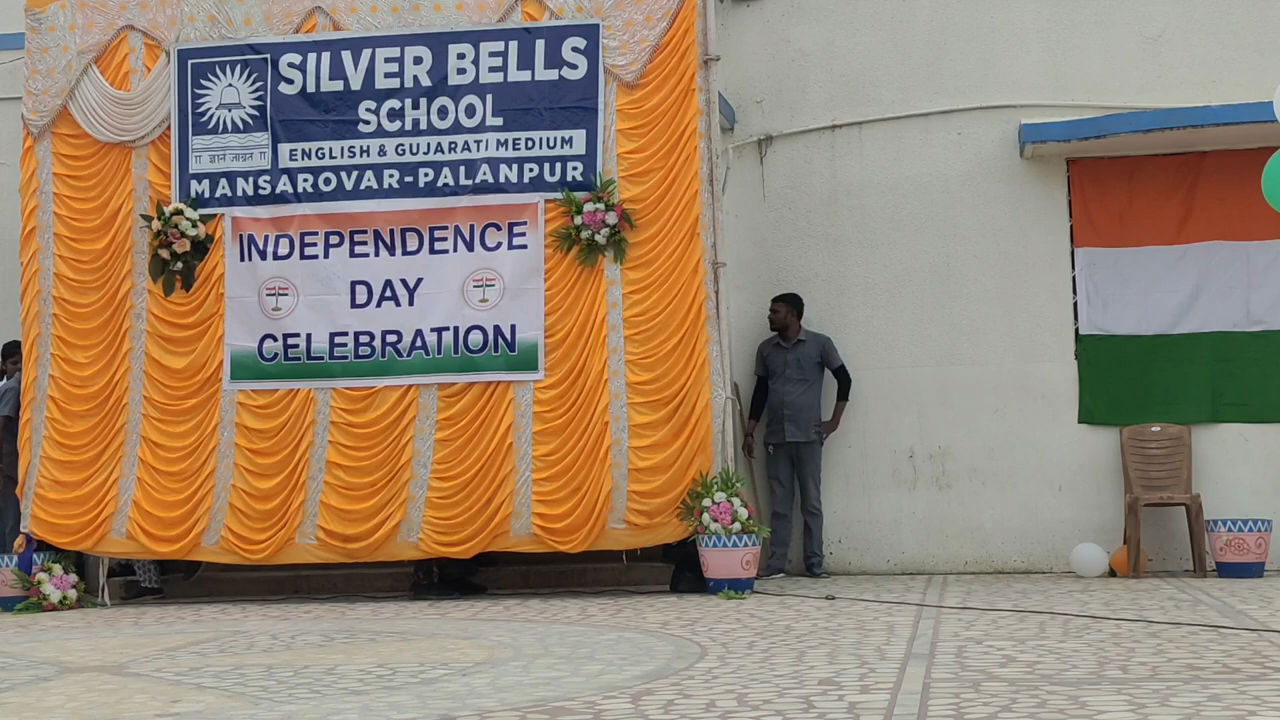 SILVER BELLS
SCHOOL
ENGLISH & GUJARATI MEDIUM
ज्ञानं जाग्रत
MANSAROVAR-PALANPUR
INDEPENDENCE
DAY
CELEBRATION